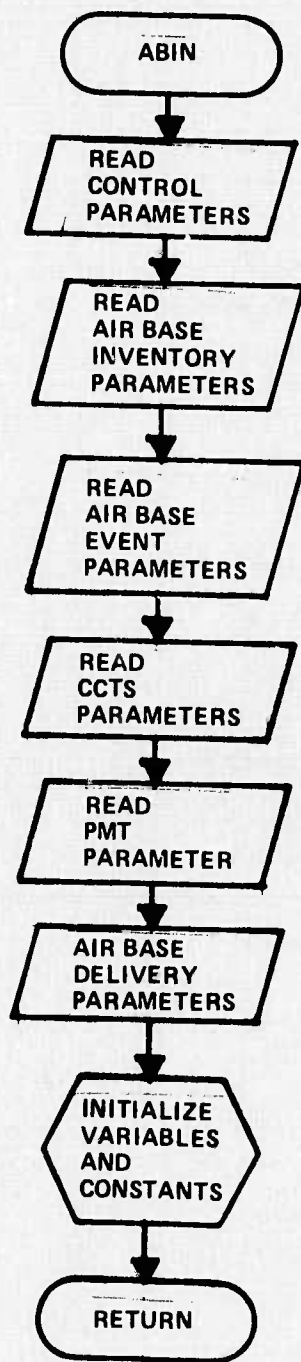 ABIN
READ
CONTROL
PARAMETERS
READ
AIR BASE
INVENTORY
PARAMETERS
READ
AIR BASE
EVENT
PARAMETERS
READ
CCTS
PARAMETERS
READ
PMT
PARAMETER
AIR BASE
DELIVERY
PARAMETERS
INITIALIZE
VARIABLES
AND
CONSTANTS
RETURN